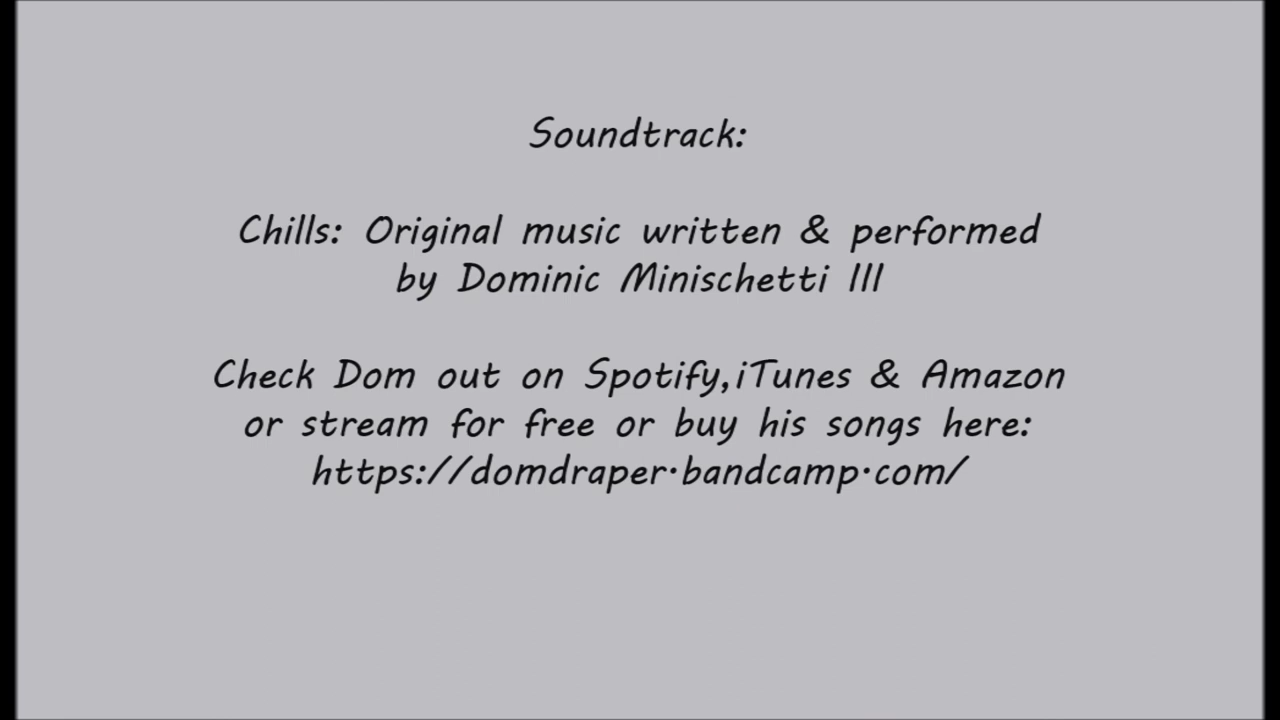 Soundtrack:
Chills: Original music written & performed
by Dominic Minischetti III
Check Dom out on Spotify,iTunes & Amazon
or stream for free or buy his songs here:
https://domdraper.bandcamp.com/